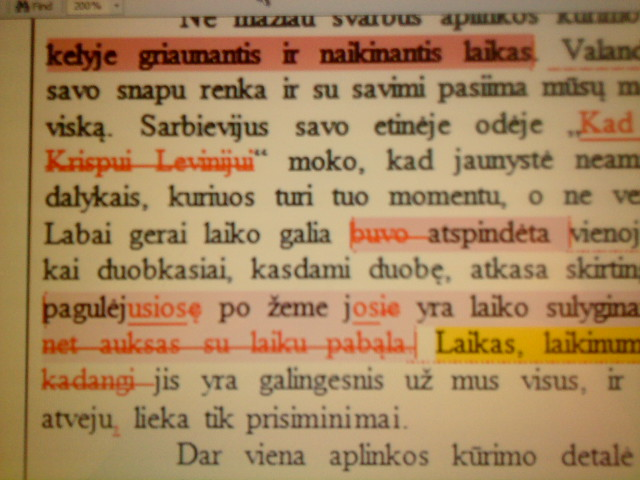 Find 200%
Ne mažiau svarbus aplinkos kūrimo
kelyje griaunantis ir naikinantis laikas. Valand
savo snapu renka ir su savimi pasiima mūsų m
viską. Sarbievijus savo etinėje odėje „Kad
Krispui Levinijui“ moko, kad jaunystė neam
dalykais, kuriuos turi tuo momentu, o ne ve
Labai gerai laiko galia buvo atspindėta vienoj
kai duobkasiai, kasdami duobę, atkasa skirtin
pagulėjusiosę po žeme josie yra laiko sulygina
net auksas su laiku pabąla. Laikas, laikinum
kadangi jis yra galingesnis už mus visus, ir
atveju, lieka tik prisiminimai.
Dar viena aplinkos kūrimo detalė